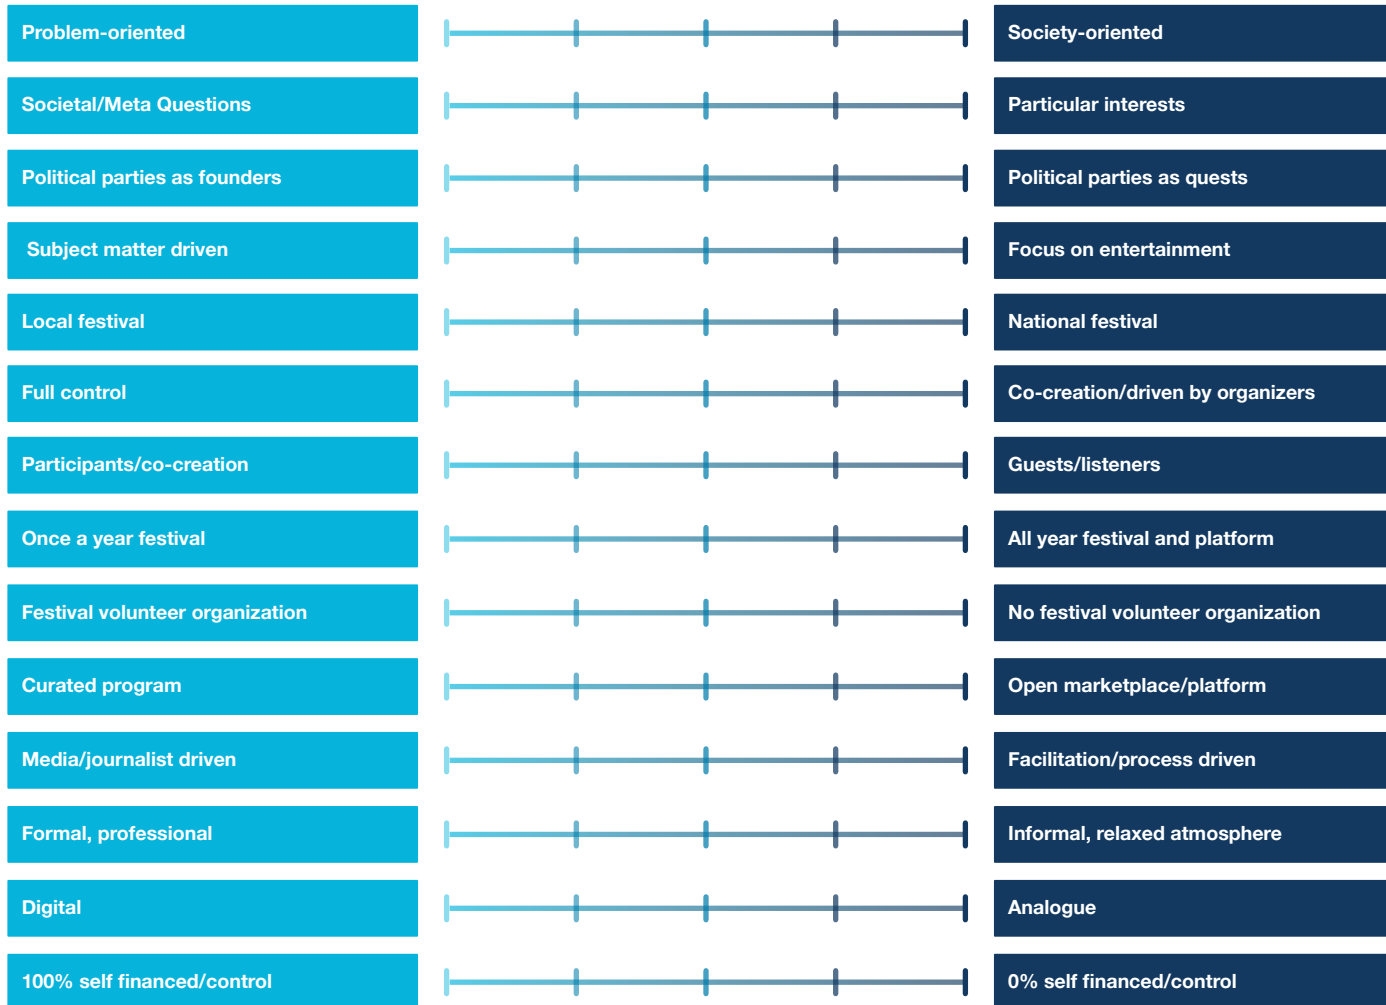 Problem-oriented
Society-oriented
Societal/Meta Questions
Particular interests
Political parties as founders
Political parties as quests
Subject matter driven
Focus on entertainment
Local festival
National festival
Full control
Co-creation/driven by organizers
Participants/co-creation
Guests/listeners
Once a year festival
All year festival and platform
Festival volunteer organization
No festival volunteer organization
Curated program
Open marketplace/platform
Media/journalist driven
Facilitation/process driven
Formal, professional
Informal, relaxed atmosphere
Digital
Analogue
100% self financed/control
0% self financed/control